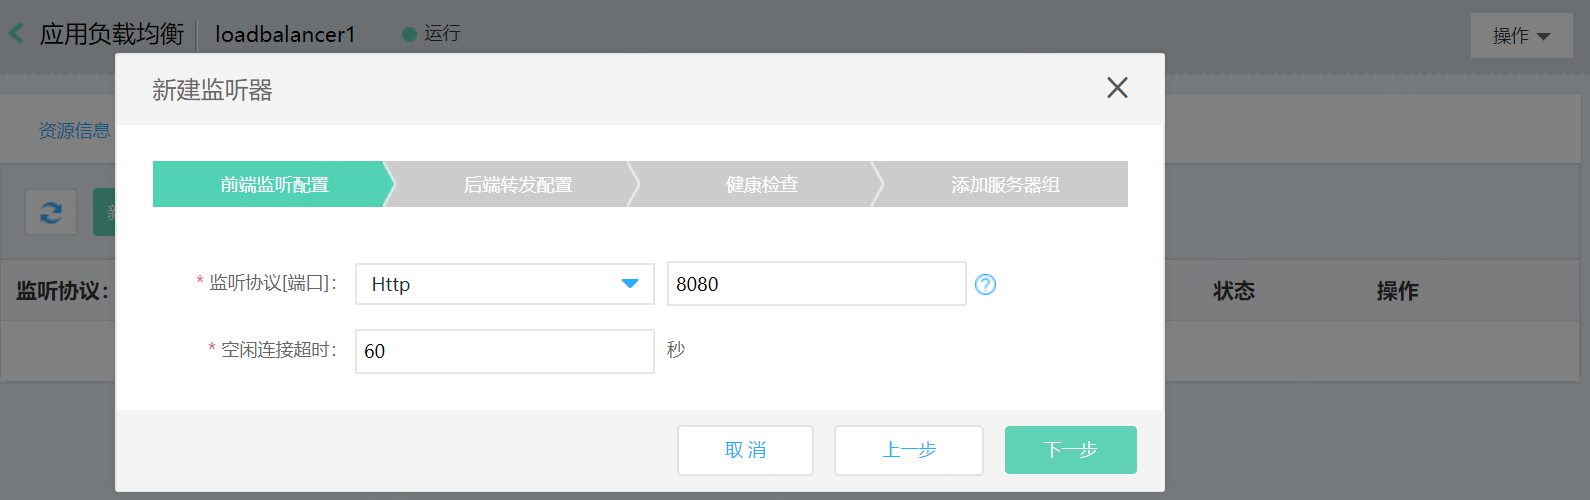 应用负载均衡 loadbalancer1 运行 操作
新建监听器
资源信息
前端监听配置 后端转发配置 健康检查 添加服务器组
* 监听协议[端口]： Http 8080 ?
监听协议： 状态 操作
* 空闲连接超时： 60 秒
取 消 上一步 下一步